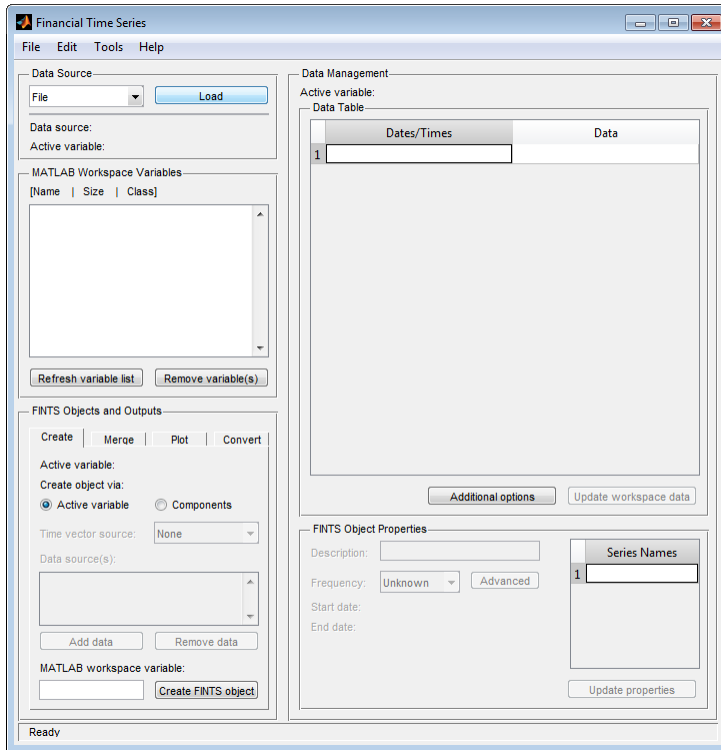 Financial Time Series
File Edit Tools Help
Data Source
File Load
Data source:
Active variable:
MATLAB Workspace Variables
[Name | Size | Class]
Refresh variable list Remove variable(s)
FINTS Objects and Outputs
Create Merge Plot Convert
Active variable:
Create object via:
Active variable Components
Time vector source: None
Data source(s):
Add data Remove data
MATLAB workspace variable:
Create FINTS object
Data Management
Active variable:
Data Table
Dates/Times Data
1
Additional options Update workspace data
FINTS Object Properties
Description:
Frequency: Unknown Advanced
Start date:
End date:
Series Names
1
Update properties
Ready